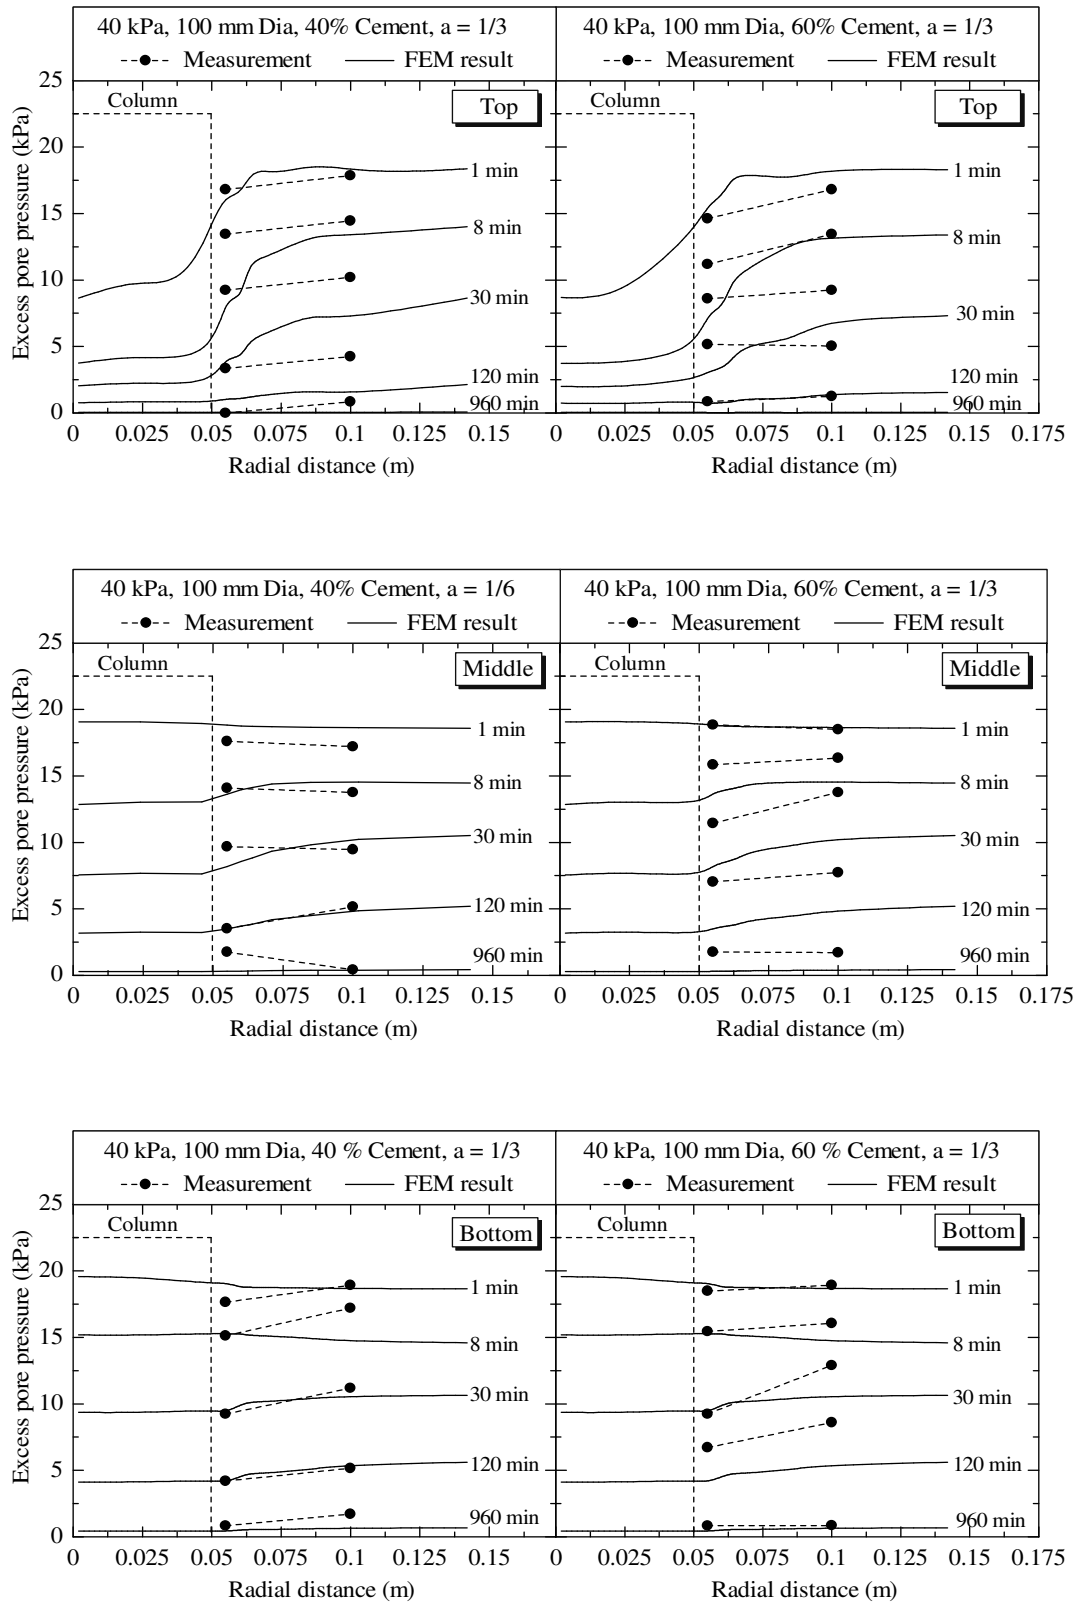 40 kPa, 100 mm Dia, 40% Cement, a = 1/3
Measurement FEM result
Column
Top
1 min
8 min
30 min
120 min
960 min
25
20
15
10
5
0
Excess pore pressure (kPa)
0 0.025 0.05 0.075 0.1 0.125 0.15
Radial distance (m)
40 kPa, 100 mm Dia, 60% Cement, a = 1/3
Measurement FEM result
Column
Top
1 min
8 min
30 min
120 min
960 min
0 0.025 0.05 0.075 0.1 0.125 0.15 0.175
Radial distance (m)
40 kPa, 100 mm Dia, 40% Cement, a = 1/6
Measurement FEM result
Column
Middle
1 min
8 min
30 min
120 min
960 min
25
20
15
10
5
0
Excess pore pressure (kPa)
0 0.025 0.05 0.075 0.1 0.125 0.15
Radial distance (m)
40 kPa, 100 mm Dia, 60% Cement, a = 1/3
Measurement FEM result
Column
Middle
1 min
8 min
30 min
120 min
960 min
0 0.025 0.05 0.075 0.1 0.125 0.15 0.175
Radial distance (m)
40 kPa, 100 mm Dia, 40 % Cement, a = 1/3
Measurement FEM result
Column
Bottom
1 min
8 min
30 min
120 min
960 min
25
20
15
10
5
0
Excess pore pressure (kPa)
0 0.025 0.05 0.075 0.1 0.125 0.15
Radial distance (m)
40 kPa, 100 mm Dia, 60 % Cement, a = 1/3
Measurement FEM result
Column
Bottom
1 min
8 min
30 min
120 min
960 min
0 0.025 0.05 0.075 0.1 0.125 0.15 0.175
Radial distance (m)